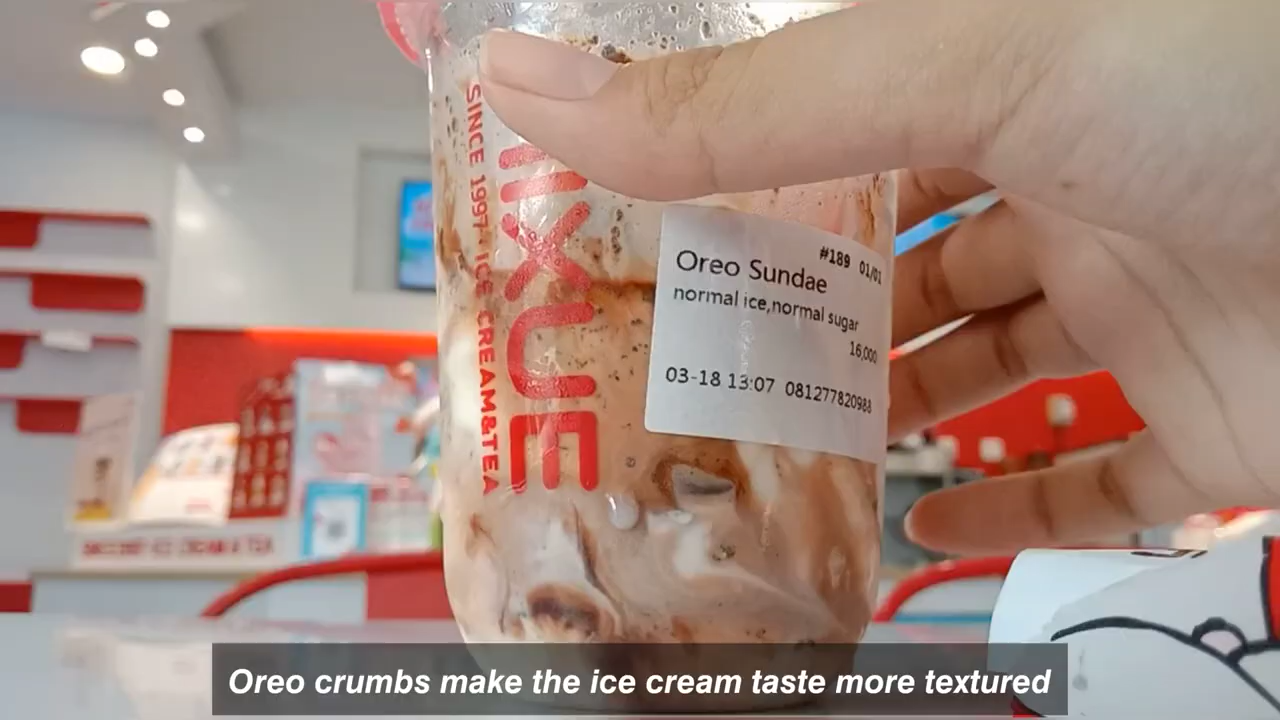 SINCE 1997 · ICE CREAM&TEA
IXUE
#189 01/01
Oreo Sundae
normal ice,normal sugar
16,000
03-18 13:07 081277820988
Oreo crumbs make the ice cream taste more textured